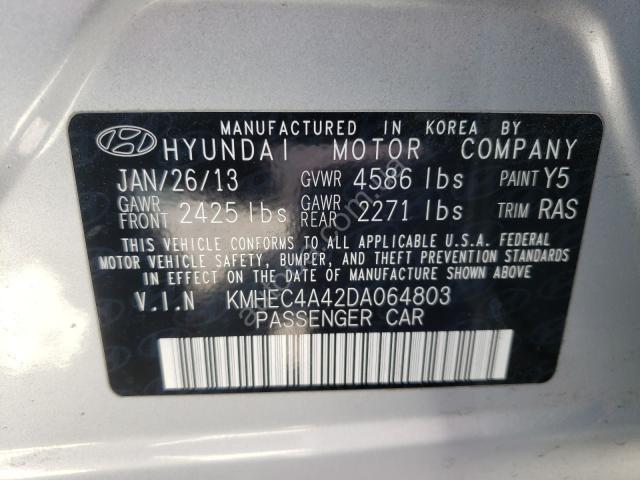 MANUFACTURED IN KOREA BY
HYUNDAI MOTOR COMPANY
JAN/26/13 GVWR 4586 lbs PAINT Y5
GAWR FRONT 2425 lbs GAWR REAR 2271 lbs TRIM RAS
THIS VEHICLE CONFORMS TO ALL APPLICABLE U.S.A. FEDERAL
MOTOR VEHICLE SAFETY, BUMPER, AND THEFT PREVENTION STANDARDS
IN EFFECT ON THE DATE OF MANUFACTURE SHOWN ABOVE.
V.I.N KMHEC4A42DA064803
PASSENGER CAR